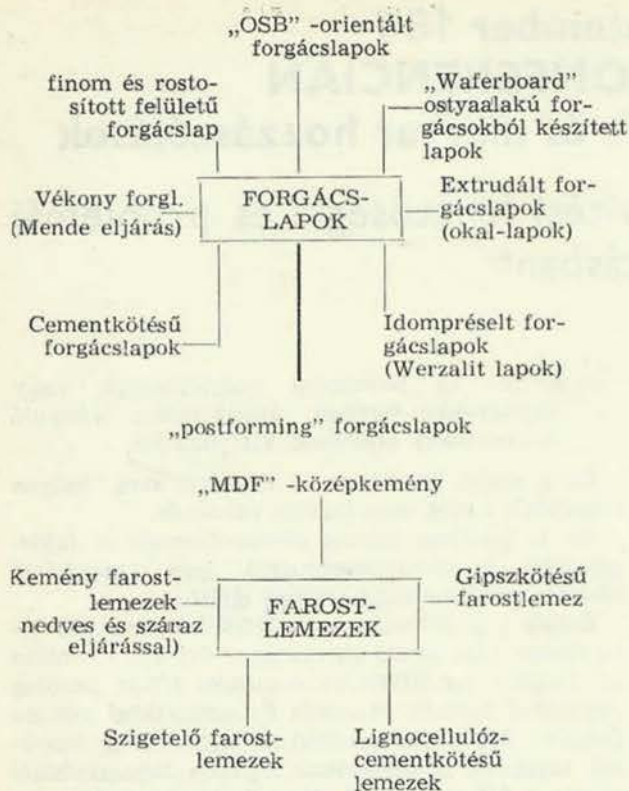 „OSB" -orientált
forgácslapok
finom és rosto-
sított felületű
forgácslap
„Waferboard"
ostyaalakú for-
gácsokból készített
lapok
Vékony forgl.
(Mende eljárás)
FORGÁCS-
LAPOK
Extrudált for-
gácslapok
(okal-lapok)
Cementkötésű
forgácslapok
Idompréselt for-
gácslapok
(Werzalit lapok)
„postforming" forgácslapok
„MDF" -középkemény
Kemény farost-
lemezek
nedves és száraz
eljárással)
FAROST-
LEMEZEK
Gipszkötésű
farostlemez
Szigetelő farost-
lemezek
Lignocellulóz-
cementkötésű
lemezek